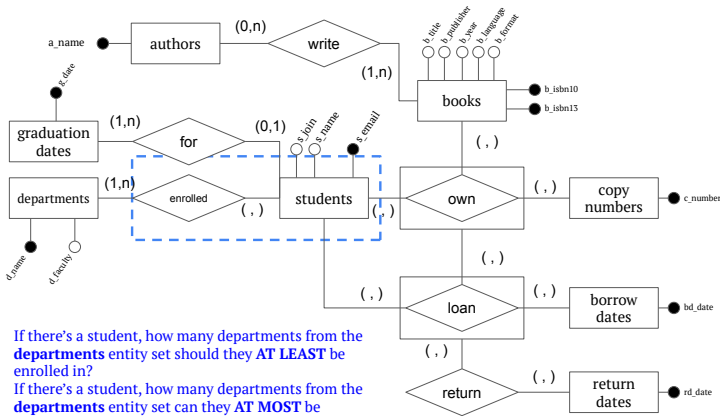 a_name
authors
(0,n)
write
(1,n)
b_title
b_publisher
b_year
b_language
b_format
books
b_isbn10
b_isbn13
g_date
graduation
dates
(1,n)
for
(0,1)
s_join
s_name
s_email
( , )
departments
(1,n)
enrolled
( , )
students
( , )
own
( , )
copy
numbers
c_number
d_name
d_faculty
( , )
( , )
loan
( , )
borrow
dates
bd_date
( , )
return
( , )
return
dates
rd_date
If there's a student, how many departments from the
departments entity set should they AT LEAST be
enrolled in?
If there's a student, how many departments from the
departments entity set can they AT MOST be